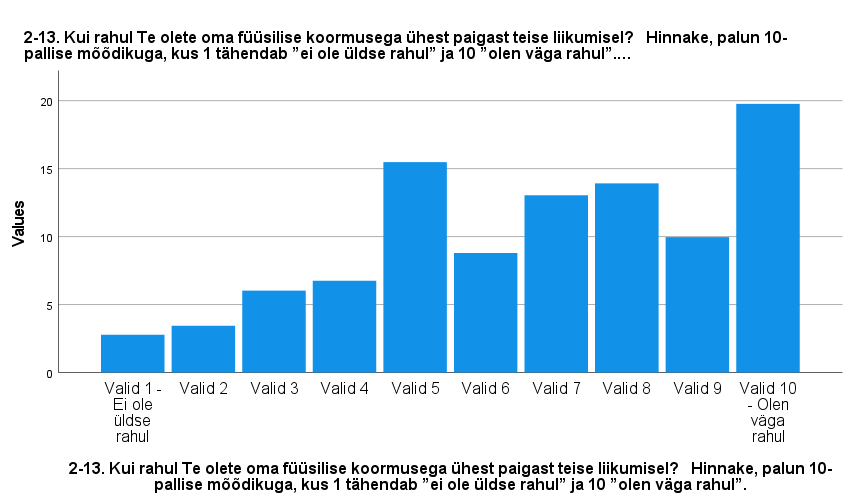 2-13. Kui rahul Te olete oma füüsilise koormusega ühest paigast teise liikumisel?   Hinnake, palun 10-
pallise mõõdikuga, kus 1 tähendab ”ei ole üldse rahul” ja 10 ”olen väga rahul”....
Values
20
15
10
5
0
Valid 1 -
Ei ole
üldse
rahul
Valid 2
Valid 3
Valid 4
Valid 5
Valid 6
Valid 7
Valid 8
Valid 9
Valid 10
- Olen
väga
rahul
2-13. Kui rahul Te olete oma füüsilise koormusega ühest paigast teise liikumisel?   Hinnake, palun 10-
pallise mõõdikuga, kus 1 tähendab ”ei ole üldse rahul” ja 10 ”olen väga rahul”.